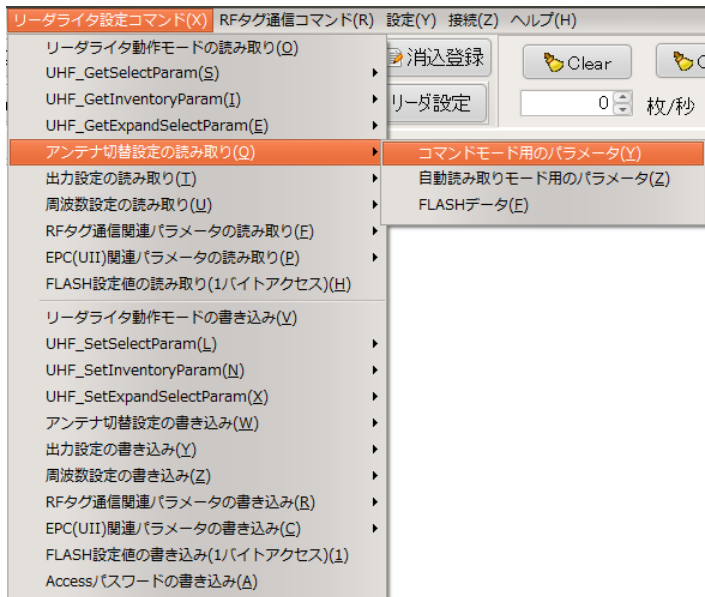 リーダライタ設定コマンド(X) RFタグ通信コマンド(R) 設定(Y) 接続(Z) ヘルプ(H)
消込登録
Clear
リーダ設定
0
枚/秒
リーダライタ動作モードの読み取り(O)
UHF_GetSelectParam(S)
UHF_GetInventoryParam(I)
UHF_GetExpandSelectParam(E)
アンテナ切替設定の読み取り(Q)
コマンドモード用のパラメータ(Y)
自動読み取りモード用のパラメータ(Z)
FLASHデータ(F)
出力設定の読み取り(T)
周波数設定の読み取り(U)
RFタグ通信関連パラメータの読み取り(F)
EPC(UII)関連パラメータの読み取り(P)
FLASH設定値の読み取り(1バイトアクセス)(H)
リーダライタ動作モードの書き込み(V)
UHF_SetSelectParam(L)
UHF_SetInventoryParam(N)
UHF_SetExpandSelectParam(X)
アンテナ切替設定の書き込み(W)
出力設定の書き込み(Y)
周波数設定の書き込み(Z)
RFタグ通信関連パラメータの書き込み(R)
EPC(UII)関連パラメータの書き込み(C)
FLASH設定値の書き込み(1バイトアクセス)(1)
Accessパスワードの書き込み(A)